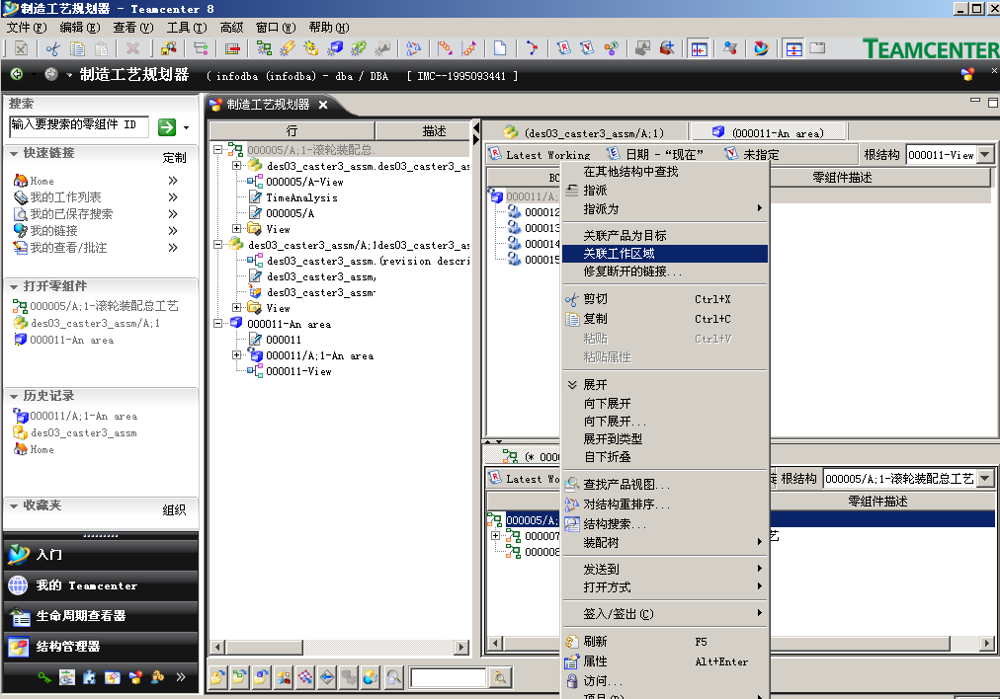 制造工艺规划器 - Teamcenter 8
文件(F) 编辑(E) 查看(V) 工具(T) 高级 窗口(W) 帮助(H)
TEAMCENTER
制造工艺规划器 ( infodba (infodba) - dba / DBA [ IMC--1995093441 ]
搜索
输入要搜索的零组件 ID
快速链接 定制
Home
我的工作列表
我的已保存搜索
我的链接
我的查看/批注
打开零组件
000005/A;1-滚轮装配总工艺
des03_caster3_assm/A;1
000011-An area
历史记录
000011/A;1-An area
des03_caster3_assm
Home
收藏夹 组织
入门
我的 Teamcenter
生命周期查看器
结构管理器
制造工艺规划器
行 描述
000005/A;1-滚轮装配总.
des03_caster3_assm.des03_caster3_as
000005/A-View
TimeAnalysis
000005/A
View
des03_caster3_assm/A;1des03_caster3_as
des03_caster3_assm.(revision descri
des03_caster3_assm,
des03_caster3_assm-
View
000011-An area
000011
000011/A;1-An area
000011-View
(des03_caster3_assm/A;1) (000011-An area)
Latest Working 日期 - “现在” 未指定 根结构 000011-View
BO 零组件描述
000011/A;
000012
000013
000014
000015
在其他结构中查找
指派
指派为
关联产品为目标
关联工作区域
修复断开的链接...
剪切 Ctrl+X
复制 Ctrl+C
粘贴 Ctrl+V
粘贴属性
展开
向下展开
向下展开...
展开到类型
自下折叠
查找产品视图...
对结构重排序...
结构搜索...
装配树
发送到
打开方式
签入/签出(C)
刷新 F5
属性 Alt+Enter
访问...
项目(P)
(* 000
Latest Wo 根结构 000005/A;1-滚轮装配总工艺
零组件描述
000005/A;
000007 艺
000008